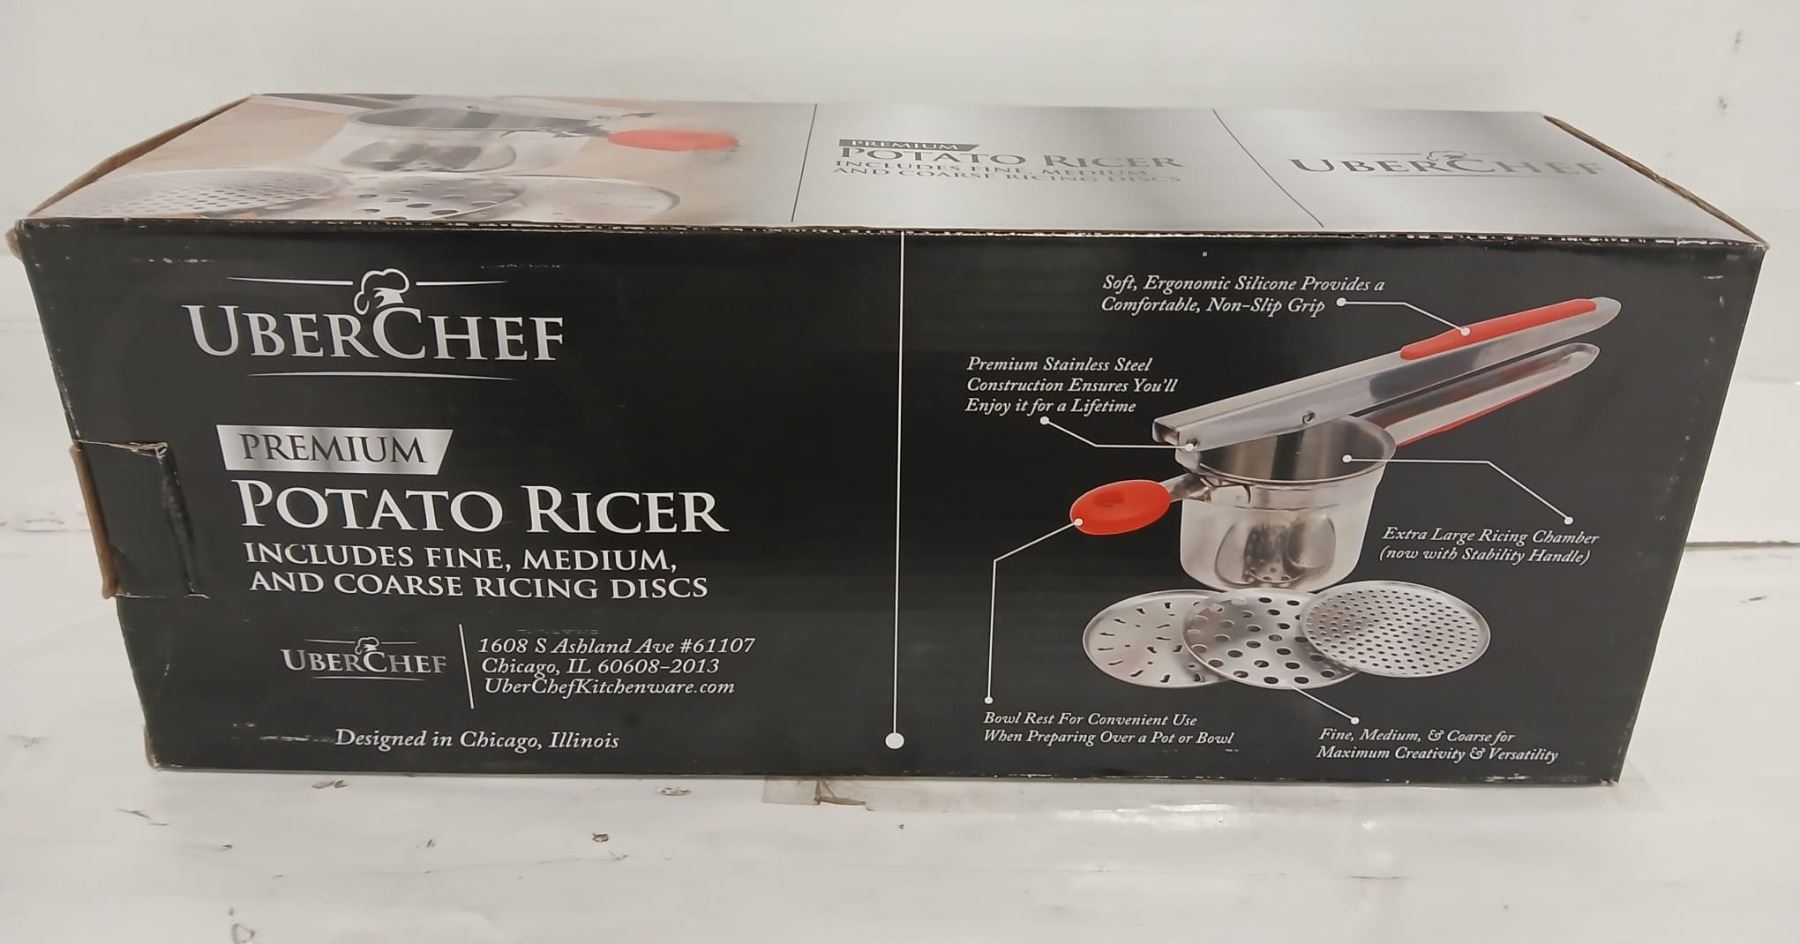 PREMIUM
POTATO RICER
INCLUDES FINE, MEDIUM,
AND COARSE RICING DISCS
UBERCHEF
UBERCHEF
PREMIUM
POTATO RICER
INCLUDES FINE, MEDIUM,
AND COARSE RICING DISCS
UBERCHEF
1608 S Ashland Ave #61107
Chicago, IL 60608-2013
UberChefKitchenware.com
Designed in Chicago, Illinois
Soft, Ergonomic Silicone Provides a
Comfortable, Non-Slip Grip
Premium Stainless Steel
Construction Ensures You'll
Enjoy it for a Lifetime
Extra Large Ricing Chamber
(now with Stability Handle)
Bowl Rest For Convenient Use
When Preparing Over a Pot or Bowl
Fine, Medium, & Coarse for
Maximum Creativity & Versatility